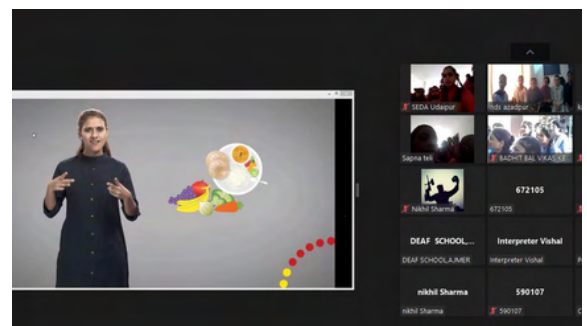 SEDA Udaipur
nds azadpur
Sapna teli
BADHIT BAL VIKAS KE
Nikhil Sharma
672105
672105
DEAF SCHOOL,...
Interpreter Vishal
DEAF SCHOOL,AJMER
Interpreter Vishal
nikhil Sharma
590107
nikhil Sharma
590107